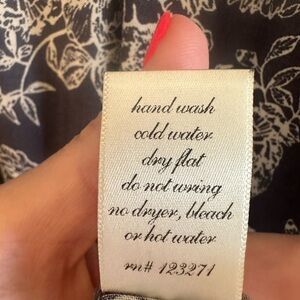 hand wash
cold water
dry flat
do not wring
no dryer, bleach
or hot water
rn# 123271